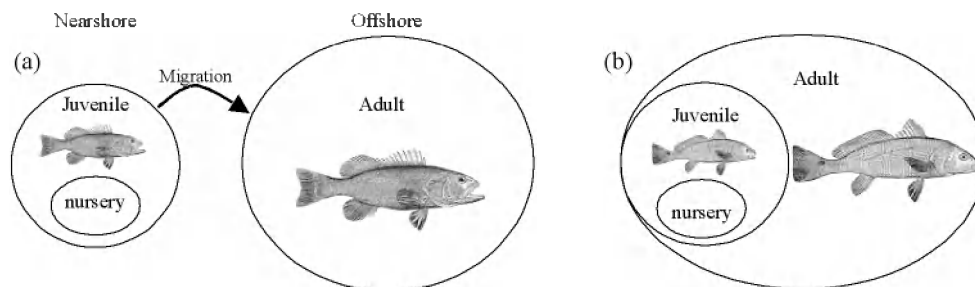 Nearshore
Offshore
(a)
Migration
Juvenile
Adult
nursery
(b)
Adult
Juvenile
nursery